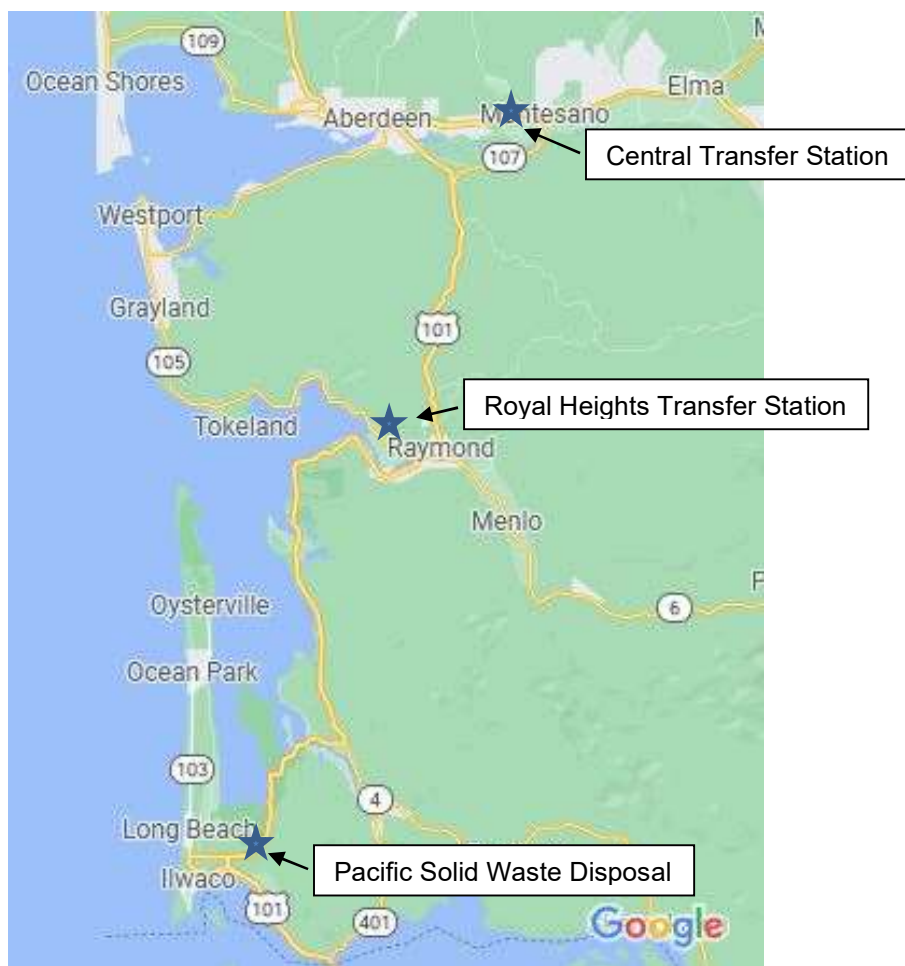 109
Ocean Shores
Aberdeen
Montesano
Elma
Central Transfer Station
107
Westport
Grayland
101
105
Royal Heights Transfer Station
Tokeland
Raymond
Menlo
Oysterville
6
Ocean Park
103
4
Long Beach
Pacific Solid Waste Disposal
Ilwaco
101
401
Google